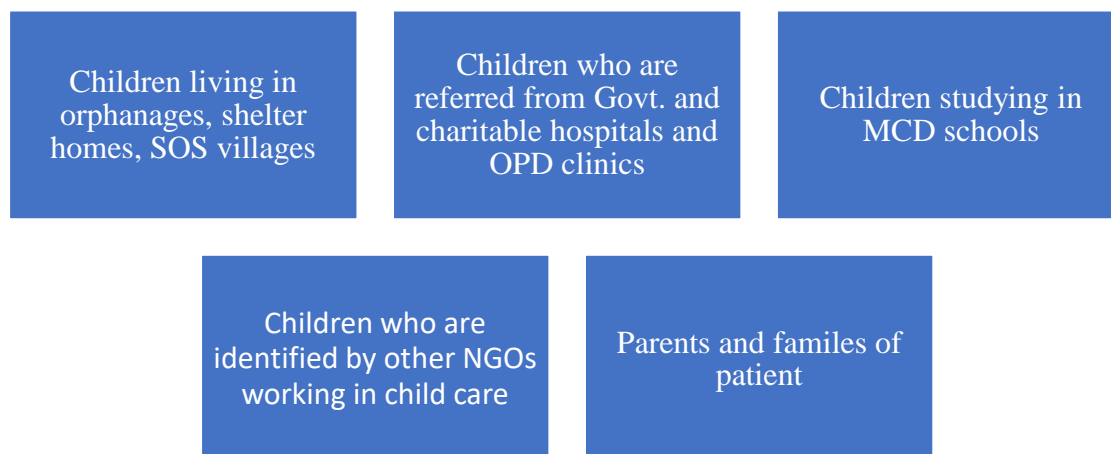 Children living in
orphanages, shelter
homes, SOS villages
Children who are
referred from Govt. and
charitable hospitals and
OPD clinics
Children studying in
MCD schools
Children who are
identified by other NGOs
working in child care
Parents and familes of
patient